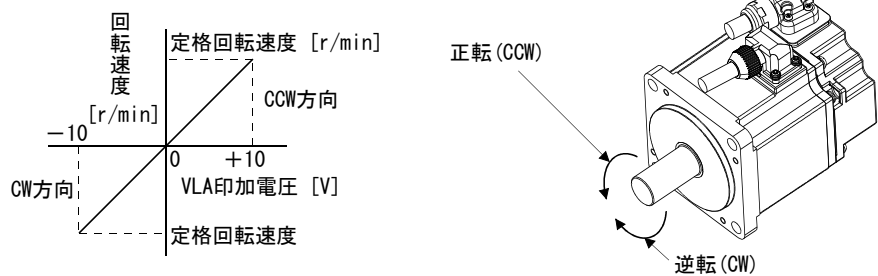 回転速度
[r/min]
定格回転速度 [r/min]
CCW方向
−10
0
+10
CW方向
VLA印加電圧 [V]
定格回転速度
正転(CCW)
逆転(CW)